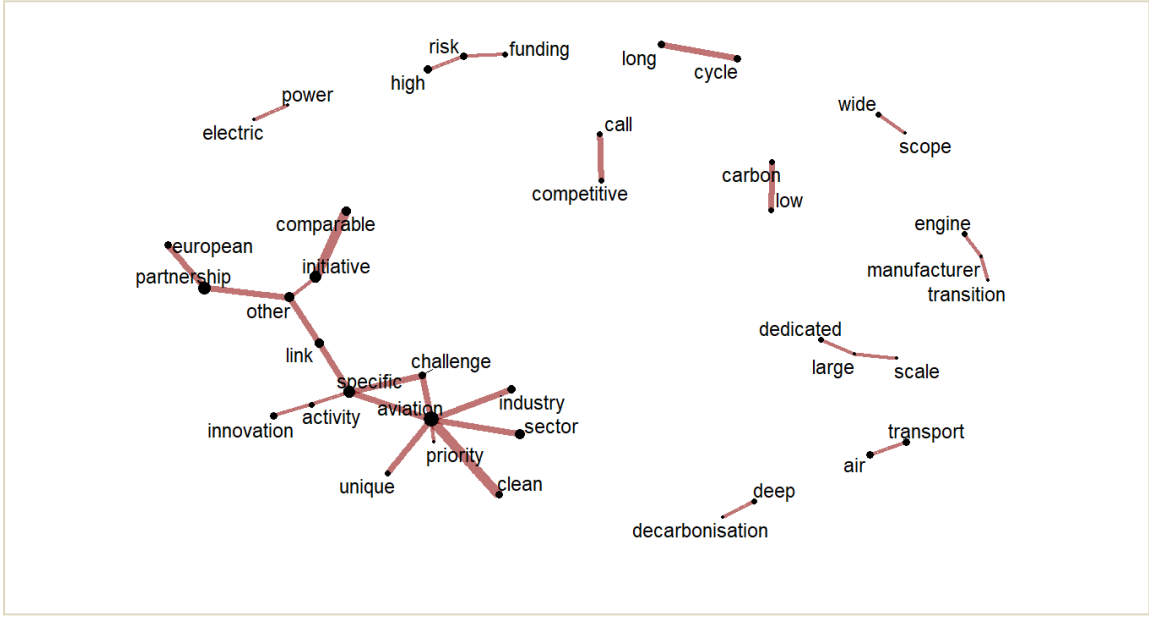 risk
funding
long
high
cycle
power
wide
electric
call
scope
carbon
competitive
low
comparable
engine
european
initiative
partnership
manufacturer
transition
other
dedicated
link
challenge
large
scale
specific
aviation
industry
activity
innovation
sector
transport
priority
air
unique
clean
deep
decarbonisation